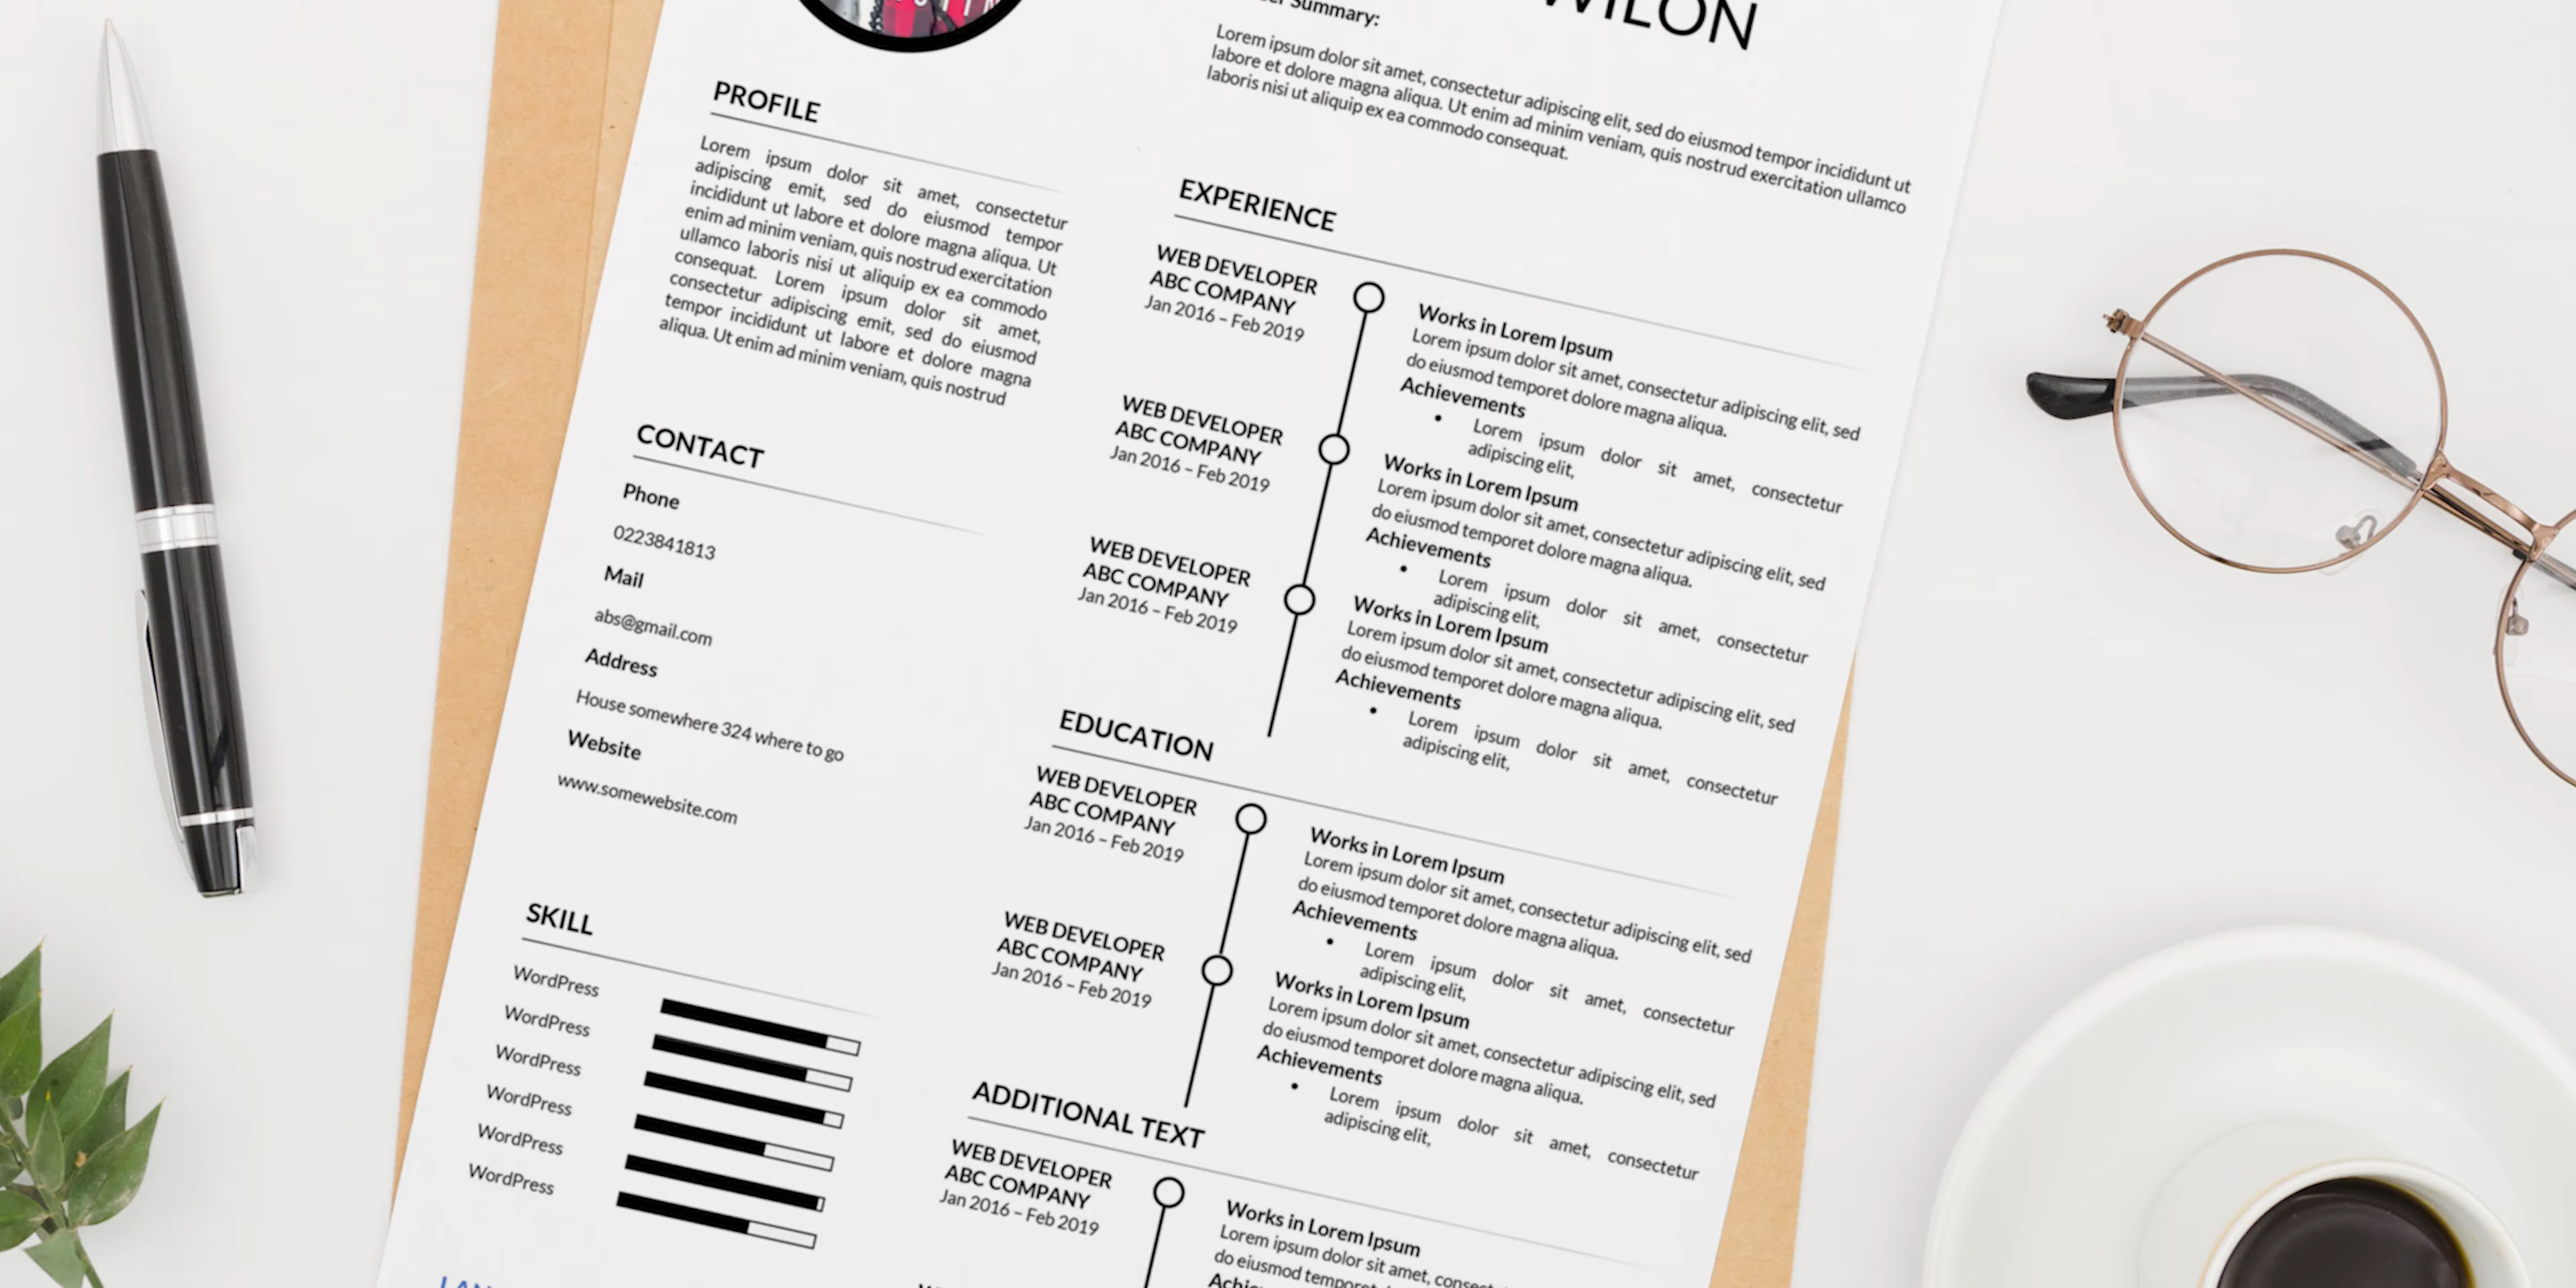 WILON
Summary:
Lorem ipsum dolor sit amet, consectetur adipiscing elit, sed do eiusmod tempor incididunt ut
labore et dolore magna aliqua. Ut enim ad minim veniam, quis nostrud exercitation ullamco
laboris nisi ut aliquip ex ea commodo consequat.
PROFILE
Lorem ipsum dolor sit amet, consectetur
adipiscing emit, sed do eiusmod tempor
incididunt ut labore et dolore magna aliqua. Ut
enim ad minim veniam, quis nostrud exercitation
ullamco laboris nisi ut aliquip ex ea commodo
consequat. Lorem ipsum dolor sit amet,
consectetur adipiscing emit, sed do eiusmod
tempor incididunt ut labore et dolore magna
aliqua. Ut enim ad minim veniam, quis nostrud
CONTACT
Phone
0223841813
Mail
abs@gmail.com
Address
House somewhere 324 where to go
Website
www.somewebsite.com
SKILL
WordPress
WordPress
WordPress
WordPress
WordPress
WordPress
EXPERIENCE
WEB DEVELOPER
ABC COMPANY
Jan 2016 – Feb 2019
Works in Lorem Ipsum
Lorem ipsum dolor sit amet, consectetur adipiscing elit, sed
do eiusmod temporet dolore magna aliqua.
Achievements
• Lorem ipsum dolor sit amet, consectetur
adipiscing elit,
WEB DEVELOPER
ABC COMPANY
Jan 2016 – Feb 2019
Works in Lorem Ipsum
Lorem ipsum dolor sit amet, consectetur adipiscing elit, sed
do eiusmod temporet dolore magna aliqua.
Achievements
• Lorem ipsum dolor sit amet, consectetur
adipiscing elit,
WEB DEVELOPER
ABC COMPANY
Jan 2016 – Feb 2019
Works in Lorem Ipsum
Lorem ipsum dolor sit amet, consectetur adipiscing elit, sed
do eiusmod temporet dolore magna aliqua.
Achievements
• Lorem ipsum dolor sit amet, consectetur
adipiscing elit,
EDUCATION
WEB DEVELOPER
ABC COMPANY
Jan 2016 – Feb 2019
Works in Lorem Ipsum
Lorem ipsum dolor sit amet, consectetur adipiscing elit, sed
do eiusmod temporet dolore magna aliqua.
Achievements
• Lorem ipsum dolor sit amet, consectetur
adipiscing elit,
WEB DEVELOPER
ABC COMPANY
Jan 2016 – Feb 2019
Works in Lorem Ipsum
Lorem ipsum dolor sit amet, consectetur adipiscing elit, sed
do eiusmod temporet dolore magna aliqua.
Achievements
• Lorem ipsum dolor sit amet, consectetur
adipiscing elit,
ADDITIONAL TEXT
WEB DEVELOPER
ABC COMPANY
Jan 2016 – Feb 2019
Works in Lorem Ipsum
Lorem ipsum dolor sit amet,
do eiusmod temporet